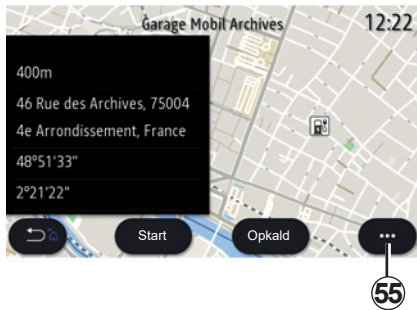 Garage Mobil Archives
12:22
400m
46 Rue des Archives, 75004
4e Arrondissement, France
48°51'33"
2°21'22"
Start
Opkald
55